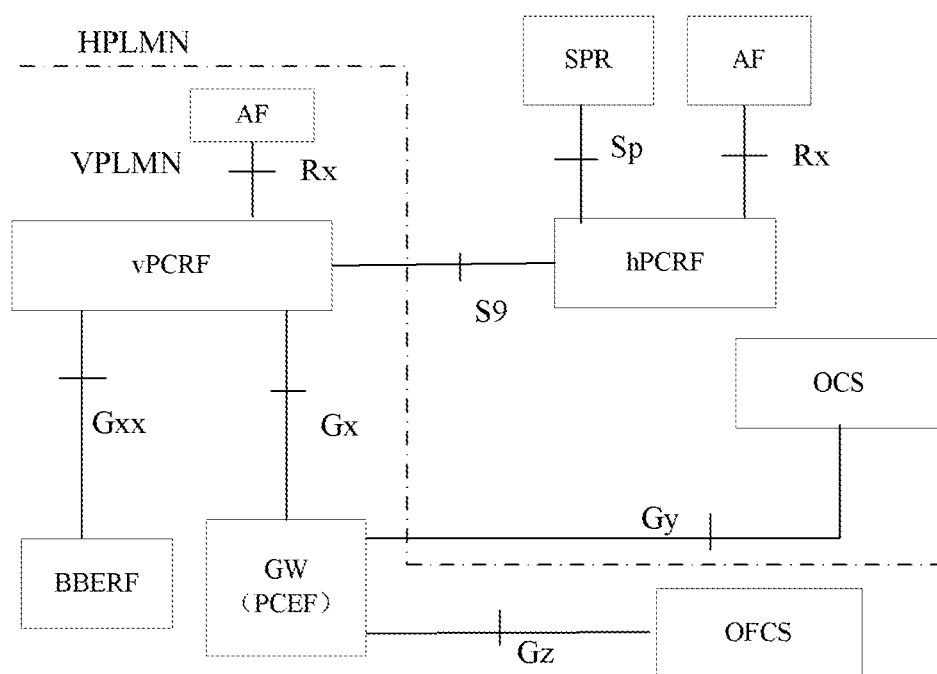 HPLMN
SPR
AF
AF
VPLMN
Rx
Sp
Rx
vPCRF
hPCRF
S9
OCS
Gxx
Gx
Gy
BBERF
GW
（PCEF）
OFCS
Gz